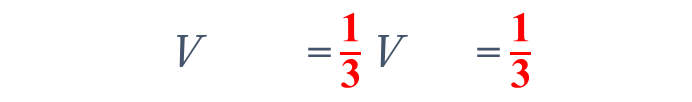 V = 1/3 V = 1/3